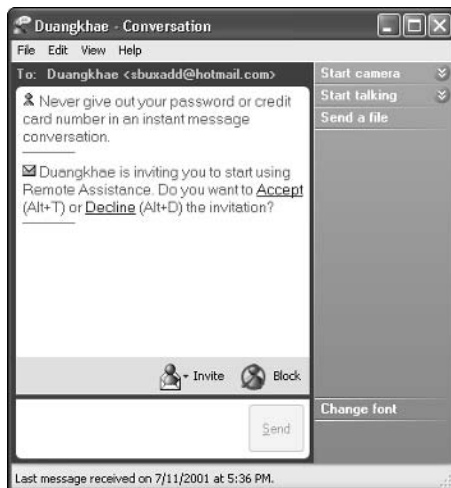 Duangkhae - Conversation
File Edit View Help
To: Duangkhae <sbuxadd@hotmail.com>
Never give out your password or credit
card number in an instant message
conversation.
Duangkhae is inviting you to start using
Remote Assistance. Do you want to Accept
(Alt+T) or Decline (Alt+D) the invitation?
Invite Block
Send
Start camera
Start talking
Send a file
Change font
Last message received on 7/11/2001 at 5:36 PM.